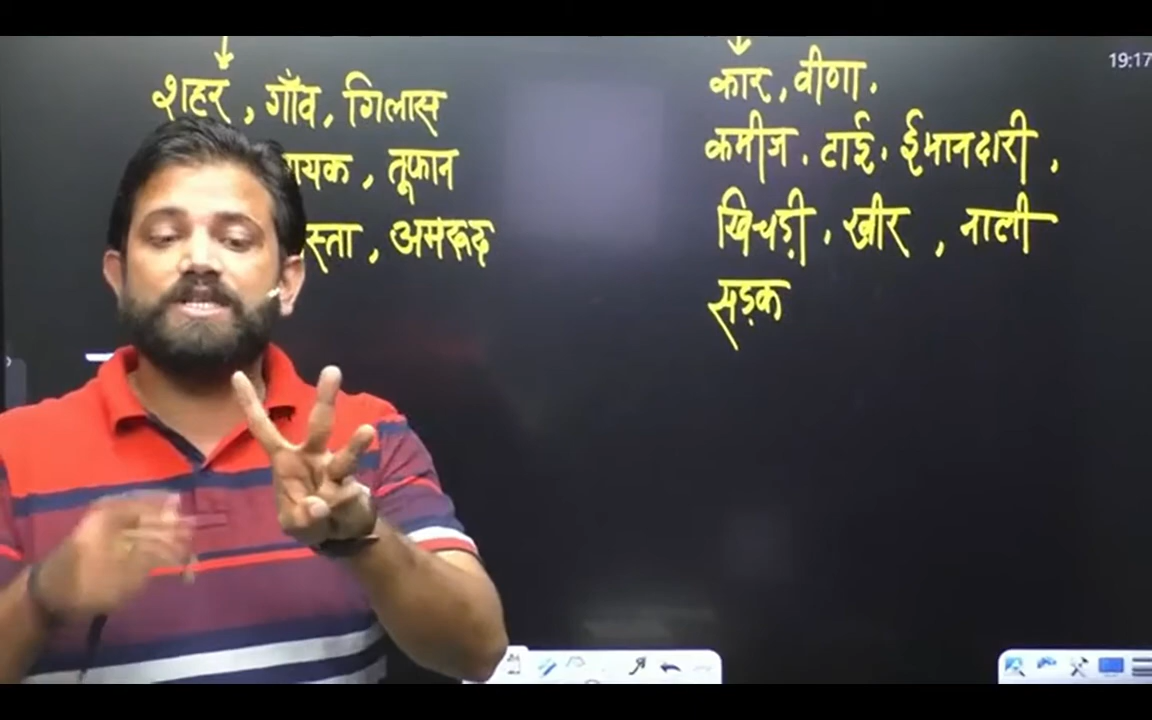 शहर, गाँव, गिलास
तूफान
अमरूद
कार, वीणा.
कमीज. टाई. ईमानदारी,
खिचड़ी. खीर, नाली
सड़क
19:17